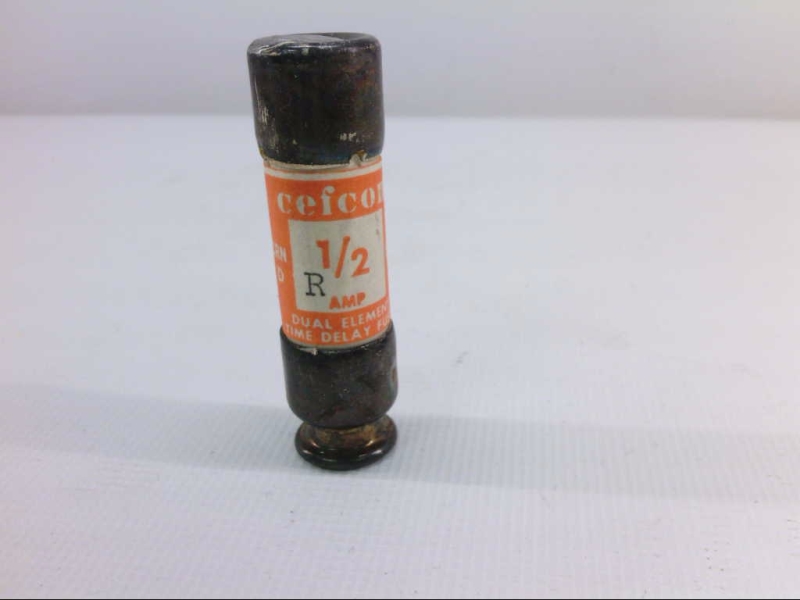 cefcon
1/2
R
AMP
DUAL ELEMENT
TIME DELAY